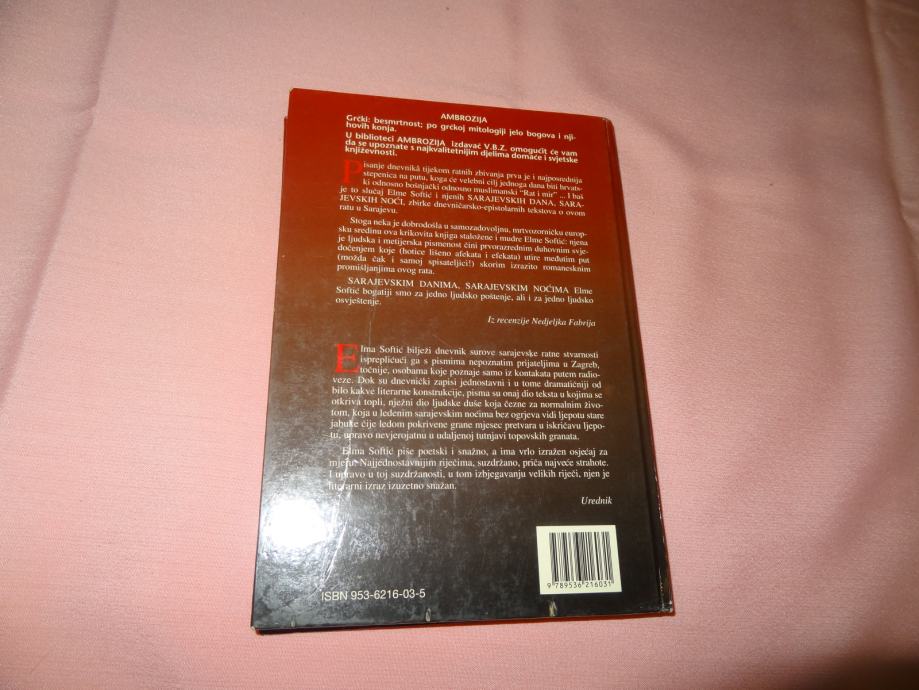 AMBROZIJA
Grčki: besmrtnost; po grčkoj mitologiji jelo bogova i nji-
hovih konja.
U biblioteci AMBROZIJA izdavač V.B.Z. omogućit će vam
da se upoznate s najkvalitetnijim djelima domaće i svjetske
književnosti.
Pisanje dnevnikâ tijekom ratnih zbivanja prva je i najposrednija
stepenica na putu, koga će velebni cilj jednoga dana biti hrvats-
ki odnosno bošnjački odnosno muslimanski "Rat i mir" ... I baš
je to slučaj Elme Softić i njenih SARAJEVSKIH DANA, SARA-
JEVSKIH NOĆI, zbirke dnevničarsko-epistolarnih tekstova o ovom
ratu u Sarajevu.
Stoga neka je dobrodošla u samozadovoljnu, mrtvozorničku europ-
sku sredinu ova krikovita knjiga staložene i mudre Elme Softić: njena
je ljudska i metijerska pismenost čini prvorazrednim duhovnim svje-
dočenjem koje (hotice lišeno afekata i efekata) utire međutim put
(možda čak i samoj spisateljici!) skorim izrazito romanesknim
promišljanjima ovog rata.
SARAJEVSKIM DANIMA, SARAJEVSKIM NOĆIMA Elme
Softić bogatiji smo za jedno ljudsko poštenje, ali i za jedno ljudsko
osvještenje.
Iz recenzije Nedjeljka Fabrija
Elma Softić bilježi dnevnik surove sarajevske ratne stvarnosti
isprepličući ga s pismima nepoznatim prijateljima u Zagreb,
točnije, osobama koje poznaje samo iz kontakata putem radio-
veze. Dok su dnevnički zapisi jednostavni i u tome dramatičniji od
bilo kakve literarne konstrukcije, pisma su onaj dio teksta u kojima se
otkriva topli, nježni dio ljudske duše koja čezne za normalnim živo-
tom, koja u ledenim sarajevskim noćima bez ogrjeva vidi ljepotu stare
jabuke čije ledom pokrivene grane mjesec pretvara u iskričavu ljepo-
tu, upravo nevjerojatnu u udaljenoj tutnjavi topovskih granata.
Elma Softić piše poetski i snažno, a ima vrlo izražen osjećaj za
mjeru. Najjednostavnijim riječima, suzdržano, priča najveće strahote.
I upravo u toj suzdržanosti, u tom izbjegavanju velikih riječi, njen je
literarni izraz izuzetno snažan.
Urednik
9 789536 216031
ISBN 953-6216-03-5